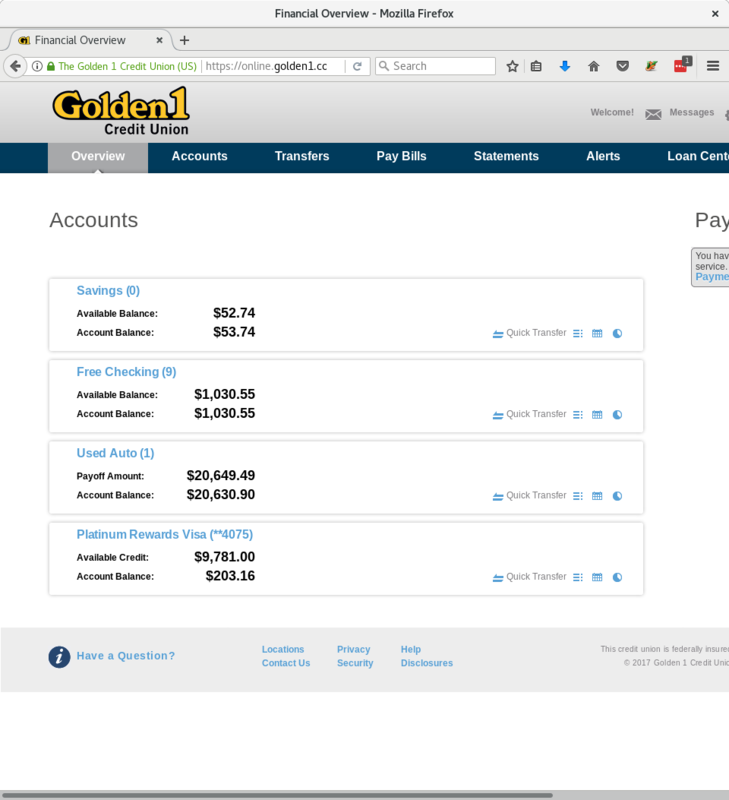 Financial Overview - Mozilla Firefox
Financial Overview
The Golden 1 Credit Union (US) https://online.golden1.cc Search 1
Golden1
Credit Union
Welcome! Messages
Overview Accounts Transfers Pay Bills Statements Alerts Loan Cent
Accounts Pay
You hav
service.
Payme
Savings (0)
Available Balance: $52.74
Account Balance: $53.74 Quick Transfer
Free Checking (9)
Available Balance: $1,030.55
Account Balance: $1,030.55 Quick Transfer
Used Auto (1)
Payoff Amount: $20,649.49
Account Balance: $20,630.90 Quick Transfer
Platinum Rewards Visa (**4075)
Available Credit: $9,781.00
Account Balance: $203.16 Quick Transfer
Have a Question?
Locations Privacy Help
Contact Us Security Disclosures
This credit union is federally insure
© 2017 Golden 1 Credit Unio